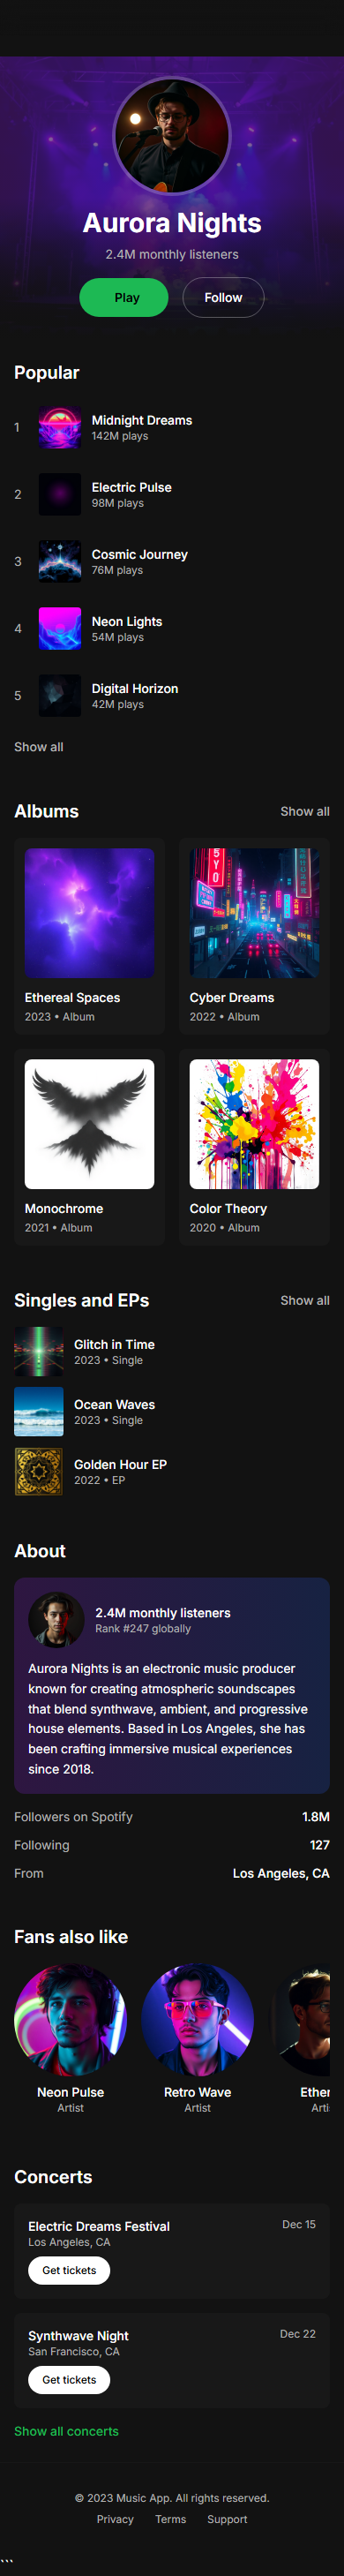 Aurora Nights
2.4M monthly listeners
Play
Follow
Popular
1
Midnight Dreams
142M plays
2
Electric Pulse
98M plays
3
Cosmic Journey
76M plays
4
Neon Lights
54M plays
5
Digital Horizon
42M plays
Show all
Albums
Show all
Ethereal Spaces
2023 • Album
Cyber Dreams
2022 • Album
Monochrome
2021 • Album
Color Theory
2020 • Album
Singles and EPs
Show all
Glitch in Time
2023 • Single
Ocean Waves
2023 • Single
Golden Hour EP
2022 • EP
About
2.4M monthly listeners
Rank #247 globally
Aurora Nights is an electronic music producer
known for creating atmospheric soundscapes
that blend synthwave, ambient, and progressive
house elements. Based in Los Angeles, she has
been crafting immersive musical experiences
since 2018.
Followers on Spotify
1.8M
Following
127
From
Los Angeles, CA
Fans also like
Neon Pulse
Artist
Retro Wave
Artist
Ether
Arti
Concerts
Electric Dreams Festival
Dec 15
Los Angeles, CA
Get tickets
Synthwave Night
Dec 22
San Francisco, CA
Get tickets
Show all concerts
© 2023 Music App. All rights reserved.
Privacy
Terms
Support
```